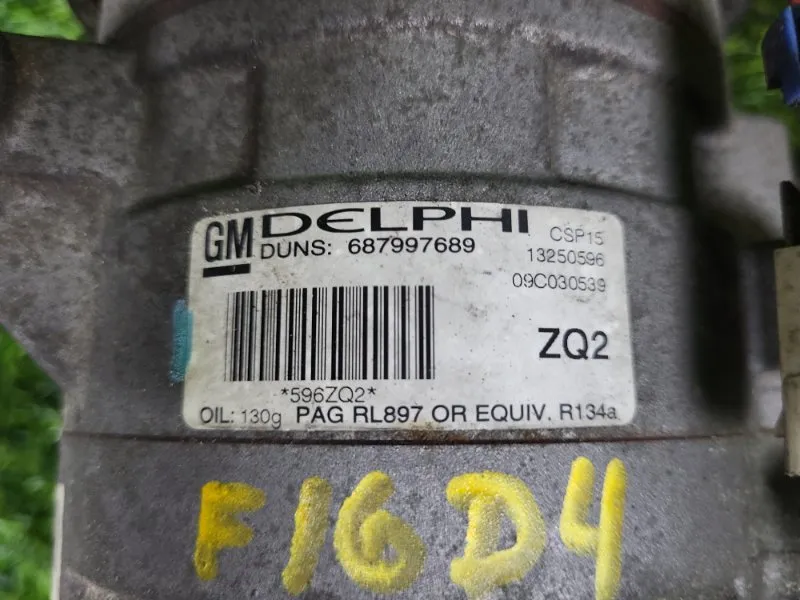 GM DELPHI CSP15
DUNS: 687997689 13250596
09C030539
ZQ2
*596ZQ2*
OIL: 130g PAG RL897 OR EQUIV. R134a
F16D4